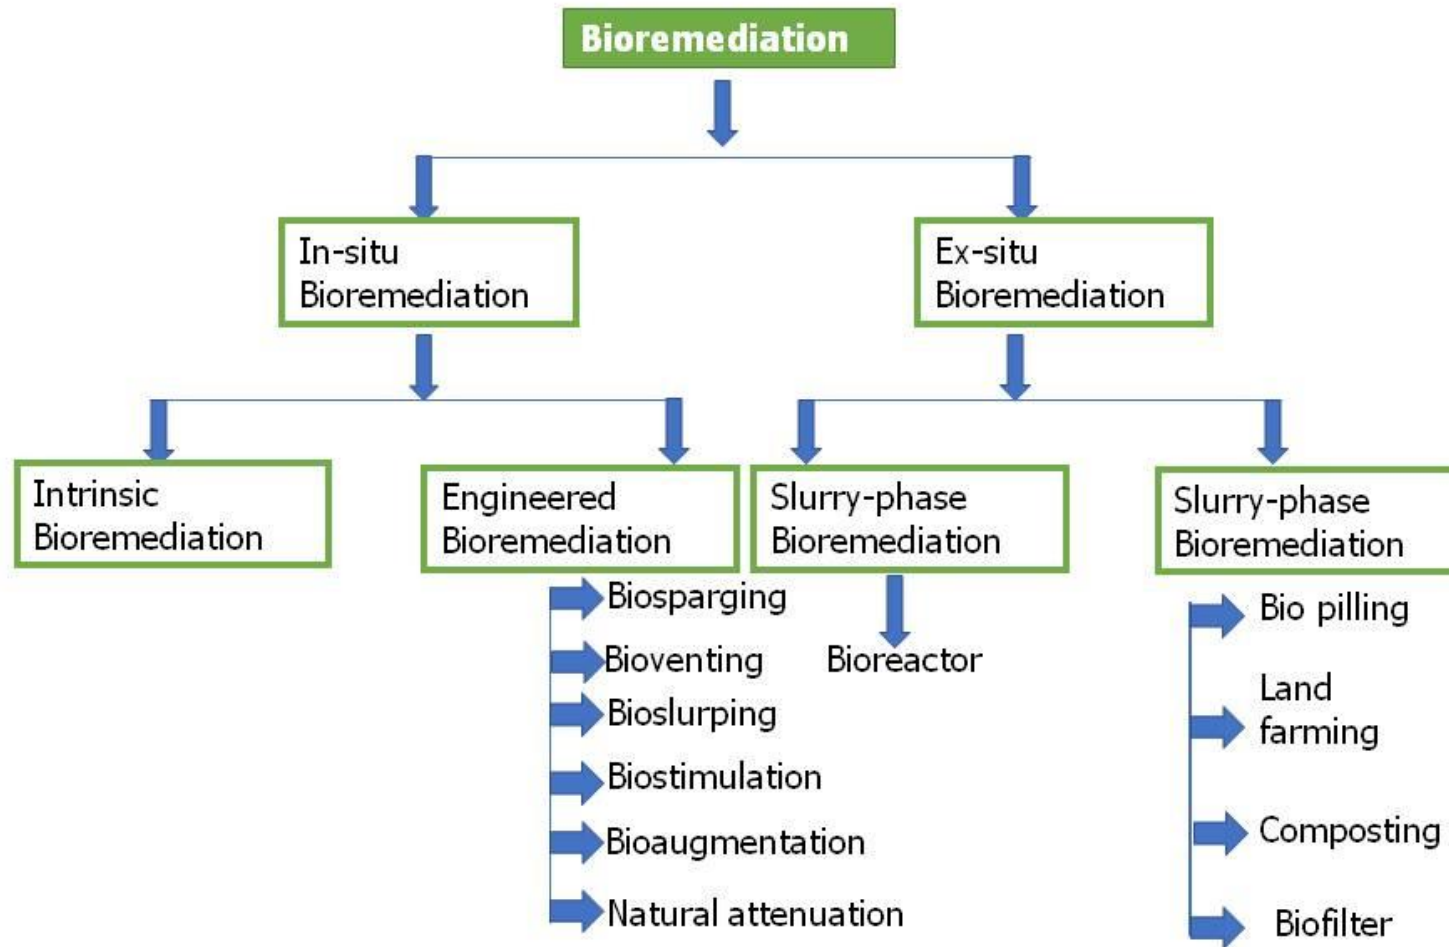 Bioremediation
In-situ
Bioremediation
Ex-situ
Bioremediation
Intrinsic
Bioremediation
Engineered
Bioremediation
Slurry-phase
Bioremediation
Slurry-phase
Bioremediation
Biosparging
Bioventing
Bioslurping
Biostimulation
Bioaugmentation
Natural attenuation
Bioreactor
Bio pilling
Land
farming
Composting
Biofilter